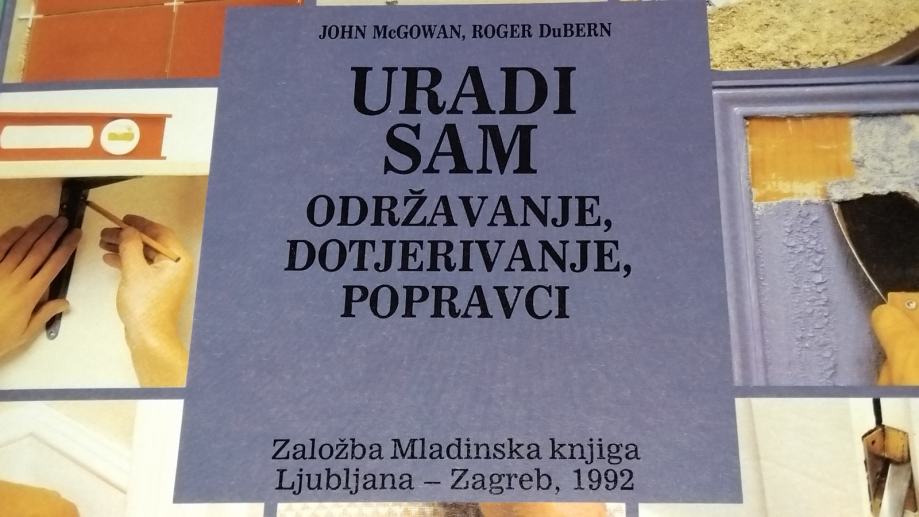 JOHN McGOWAN, ROGER DuBERN
URADI
SAM
ODRŽAVANJE,
DOTJERIVANJE,
POPRAVCI
Založba Mladinska knjiga
Ljubljana – Zagreb, 1992